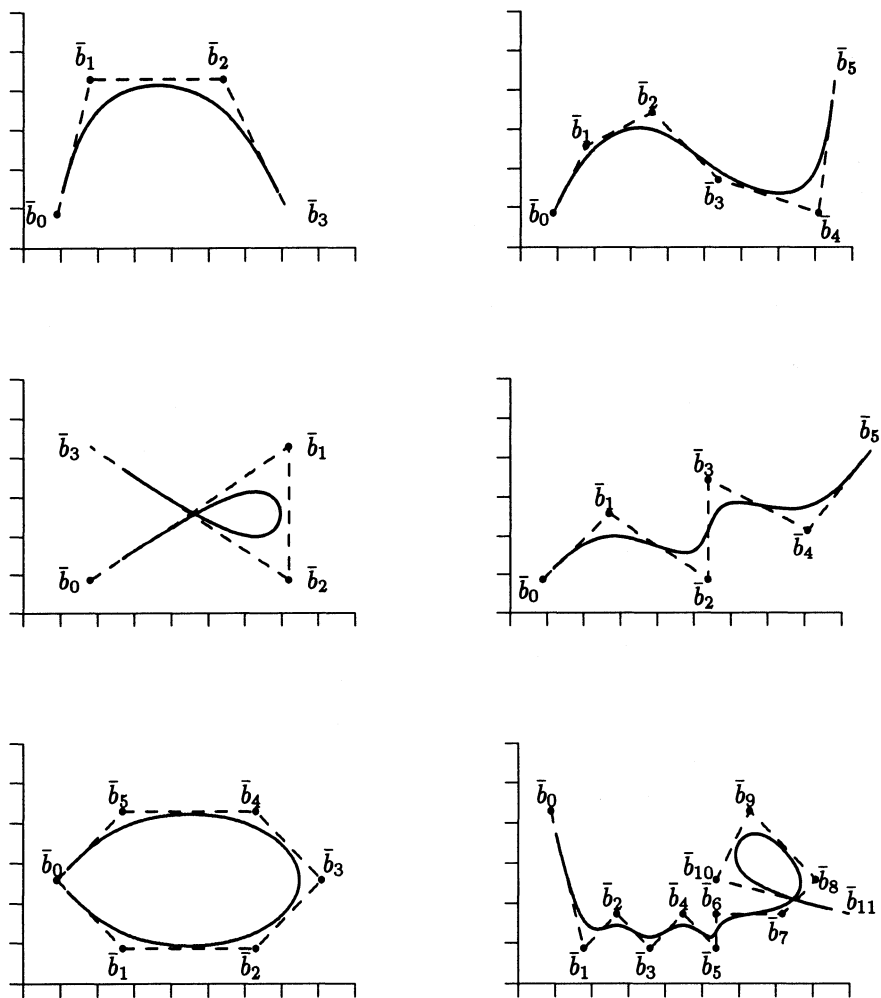 b̄₁ b̄₂
b̄₀ b̄₃
b̄₅
b̄₂
b̄₁
b̄₃
b̄₀ b̄₄
b̄₃ b̄₁
b̄₀ b̄₂
b̄₅
b̄₃
b̄₁
b̄₄
b̄₀ b̄₂
b̄₅ b̄₄
b̄₀ b̄₃
b̄₁ b̄₂
b̄₀ b̄₉
b̄₁₀ b̄₈
b̄₂ b̄₄ b̄₆ b̄₁₁
b̄₇
b̄₁ b̄₃ b̄₅